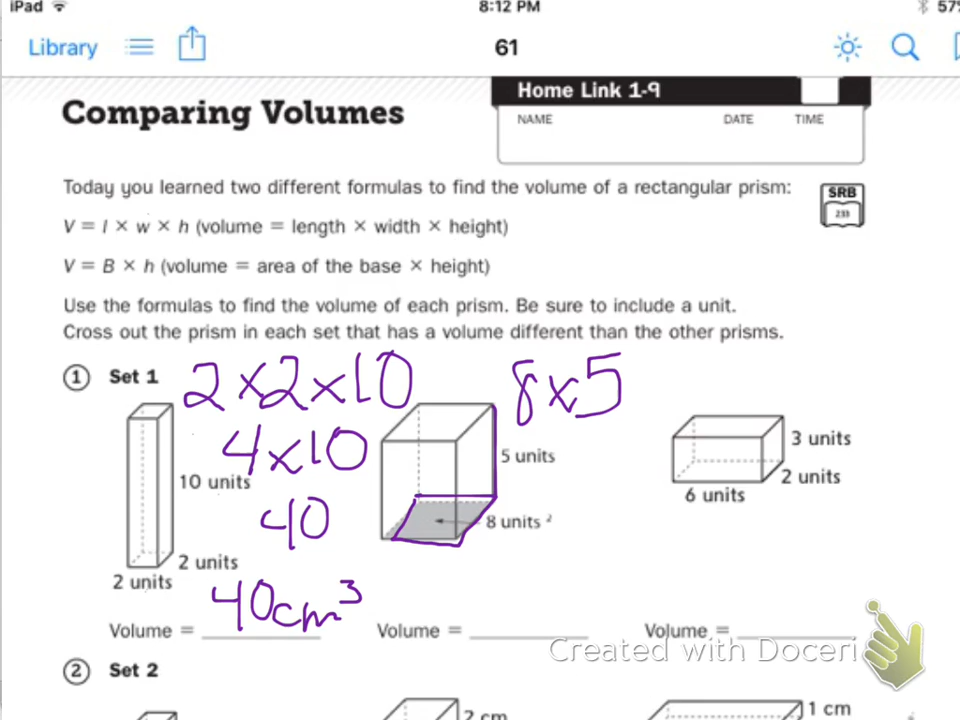 iPad 8:12 PM 57%
Library 61
Home Link 1-9
Comparing Volumes
NAME DATE TIME
Today you learned two different formulas to find the volume of a rectangular prism:
SRB
233
V = l × w × h (volume = length × width × height)
V = B × h (volume = area of the base × height)
Use the formulas to find the volume of each prism. Be sure to include a unit.
Cross out the prism in each set that has a volume different than the other prisms.
1 Set 1
2×2×10
8×5
4×10
40
40cm³
10 units
2 units
2 units
5 units
8 units ²
3 units
2 units
6 units
Volume = ____________ Volume = ____________ Volume = ____________
Created with Doceri
2 Set 2
2 cm
1 cm